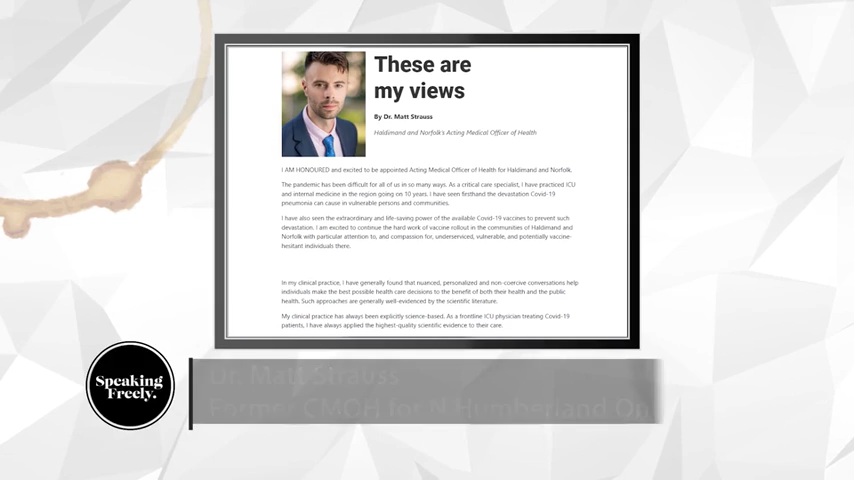 These are
my views
By Dr. Matt Strauss
Haldimand and Norfolk's Acting Medical Officer of Health
I AM HONOURED and excited to be appointed Acting Medical Officer of Health for Haldimand and Norfolk.
The pandemic has been difficult for all of us in so many ways. As a critical care specialist, I have practiced ICU
and internal medicine in the region going on 10 years. I have seen firsthand the devastation Covid-19
pneumonia can cause in vulnerable persons and communities.
I have also seen the extraordinary and life-saving power of the available Covid-19 vaccines to prevent such
devastation. I am excited to continue the hard work of vaccine rollout in the communities of Haldimand and
Norfolk with particular attention to, and compassion for, underserviced, vulnerable, and potentially vaccine-
hesitant individuals there.
In my clinical practice, I have generally found that nuanced, personalized and non-coercive conversations help
individuals make the best possible health care decisions to the benefit of both their health and the public
health. Such approaches are generally well-evidenced by the scientific literature.
My clinical practice has always been explicitly science-based. As a frontline ICU physician treating Covid-19
patients, I have always applied the highest-quality scientific evidence to their care.
Speaking
Freely.
Dr. Matt Strauss
Former CMOH for N Humberland On